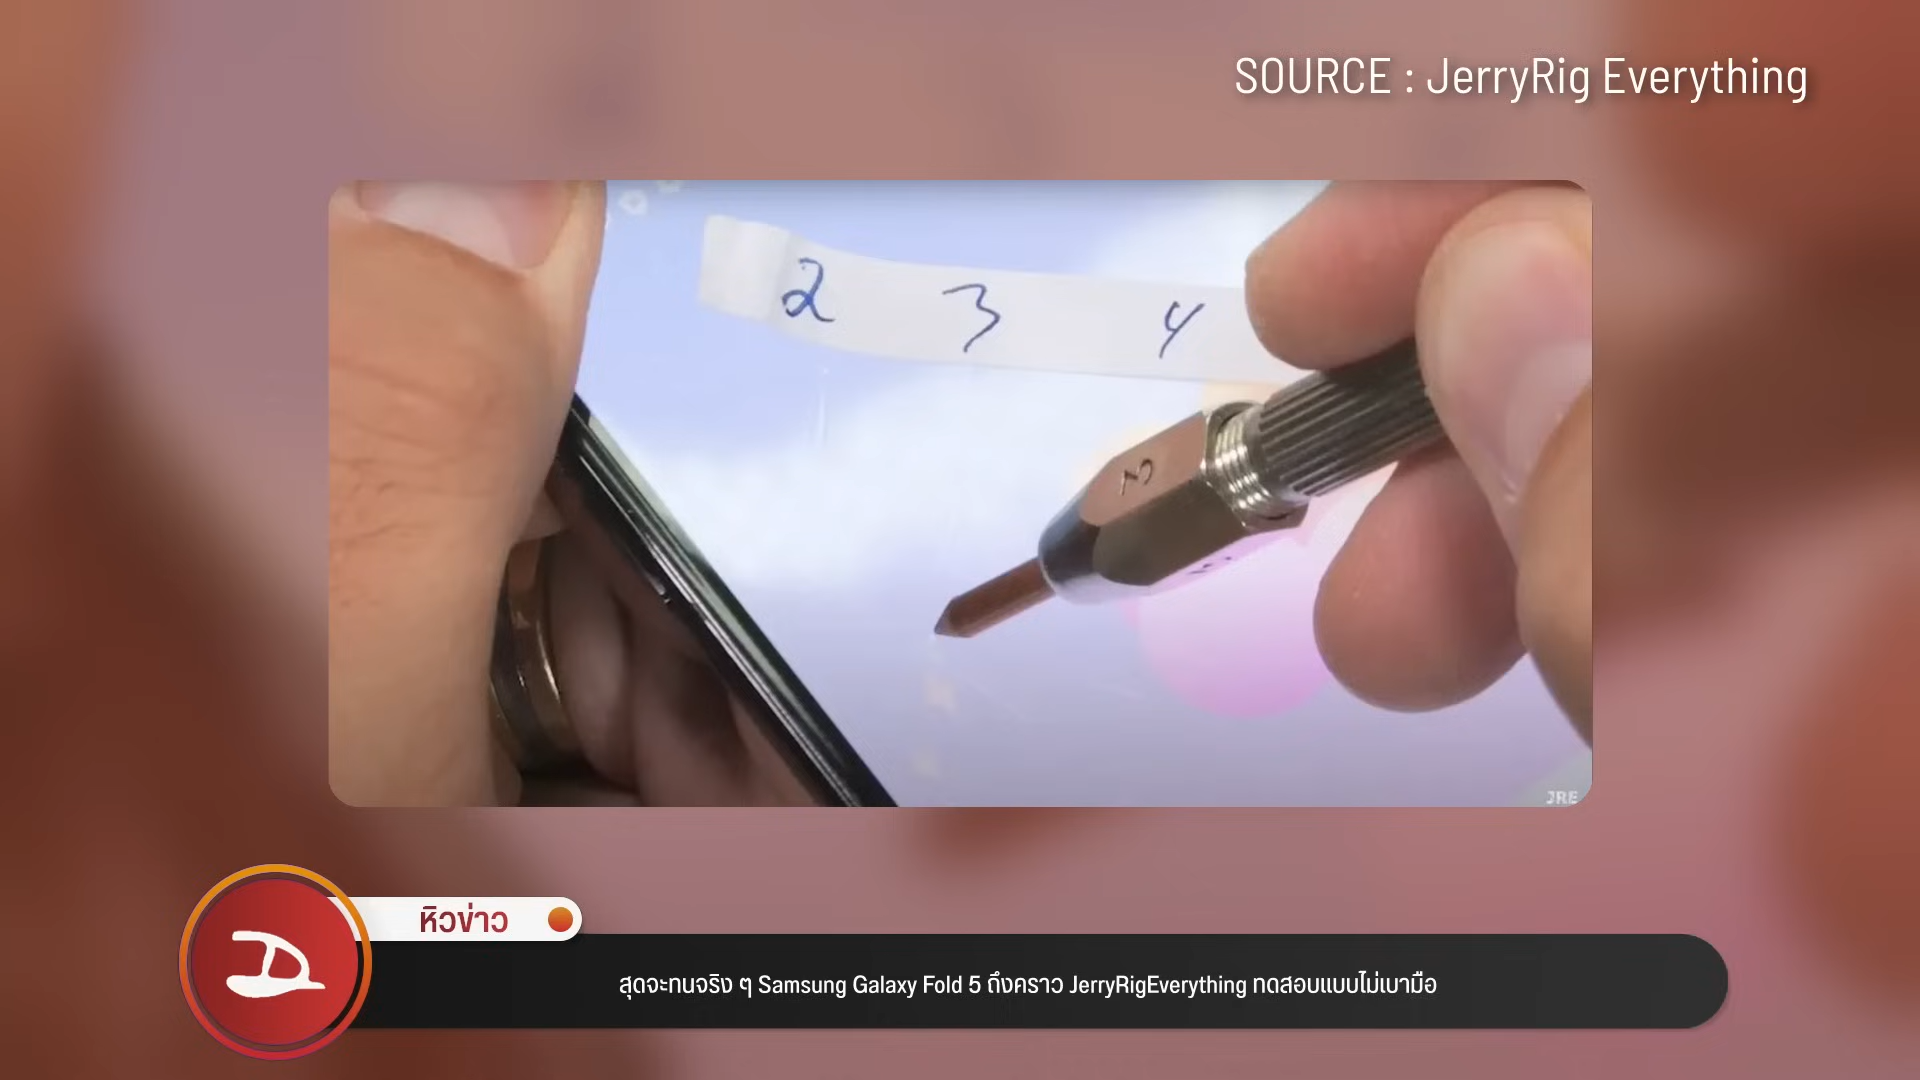 SOURCE : JerryRig Everything
2 3 4
3
JRE
หิวข่าว
สุดจะทนจริง ๆ Samsung Galaxy Fold 5 ถึงคราว JerryRigEverything ทดสอบแบบไม่เบามือ